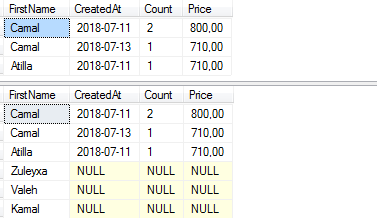 FirstName CreatedAt Count Price
Camal 2018-07-11 2 800,00
Camal 2018-07-13 1 710,00
Atilla 2018-07-11 1 710,00
FirstName CreatedAt Count Price
Camal 2018-07-11 2 800,00
Camal 2018-07-13 1 710,00
Atilla 2018-07-11 1 710,00
Zuleyxa NULL NULL NULL
Valeh NULL NULL NULL
Kamal NULL NULL NULL